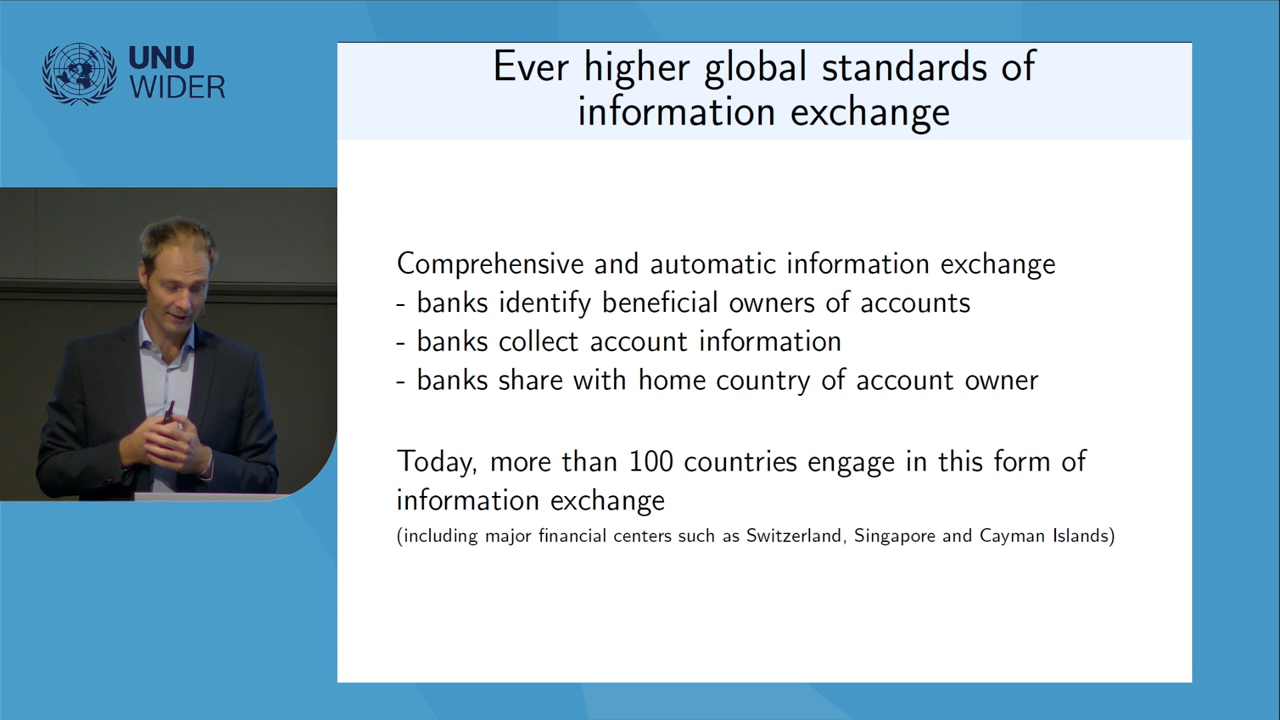 UNU
WIDER
Ever higher global standards of
information exchange
Comprehensive and automatic information exchange
- banks identify beneficial owners of accounts
- banks collect account information
- banks share with home country of account owner
Today, more than 100 countries engage in this form of
information exchange
(including major financial centers such as Switzerland, Singapore and Cayman Islands)